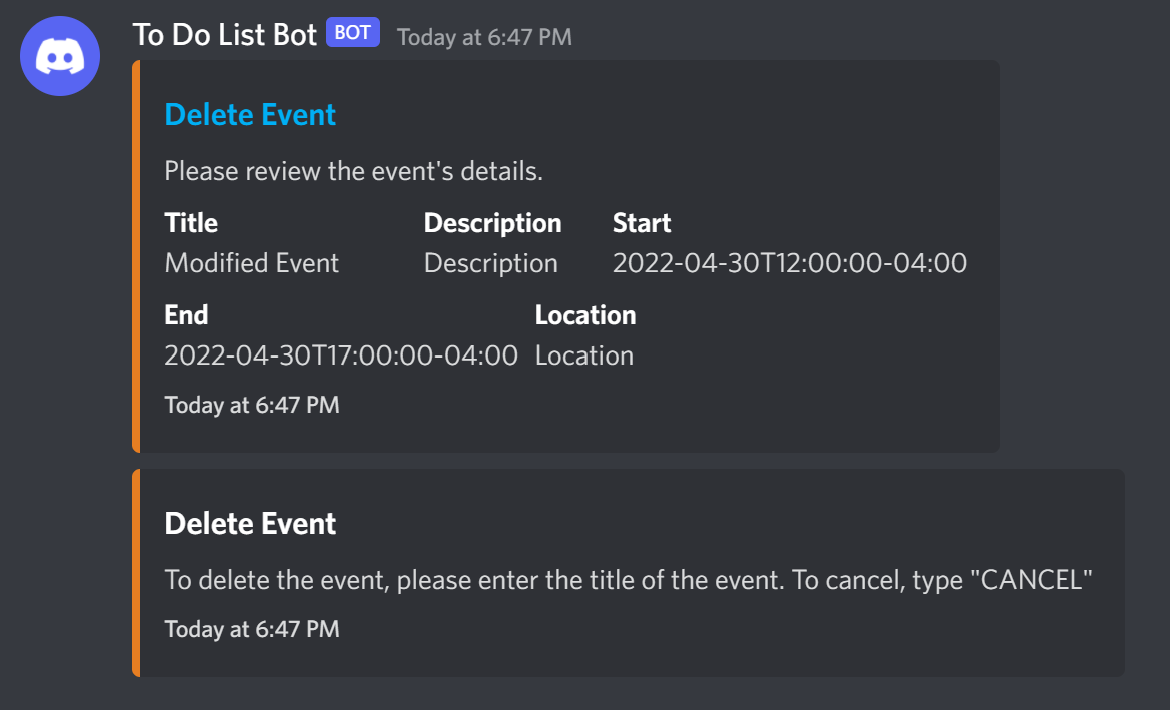 To Do List Bot BOT Today at 6:47 PM
Delete Event
Please review the event's details.
Title Description Start
Modified Event Description 2022-04-30T12:00:00-04:00
End Location
2022-04-30T17:00:00-04:00 Location
Today at 6:47 PM
Delete Event
To delete the event, please enter the title of the event. To cancel, type "CANCEL"
Today at 6:47 PM